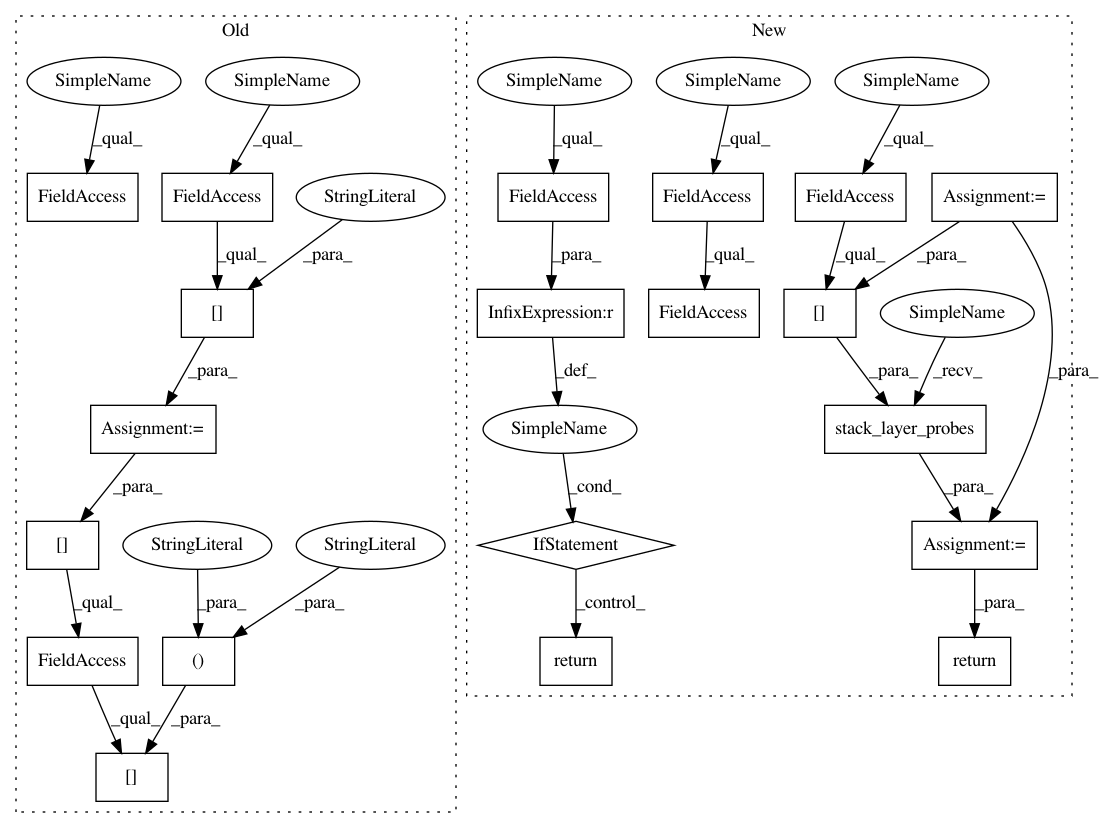 Old
New
SimpleName
SimpleName
SimpleName
SimpleName
SimpleName
_qual_
_qual_
_qual_
_qual_
_qual_
FieldAccess
FieldAccess
StringLiteral
FieldAccess
FieldAccess
FieldAccess
Assignment:=
_qual_
_para_
_para_
_qual_
_qual_
_para_
[]
InfixExpression:r
FieldAccess
[]
SimpleName
_para_
_def_
_para_
_recv_
_para_
Assignment:=
SimpleName
stack_layer_probes
_para_
_cond_
_para_
[]
StringLiteral
StringLiteral
IfStatement
Assignment:=
_qual_
_para_
_para_
_control_
_para_
FieldAccess
()
return
return
_qual_
_para_
[]